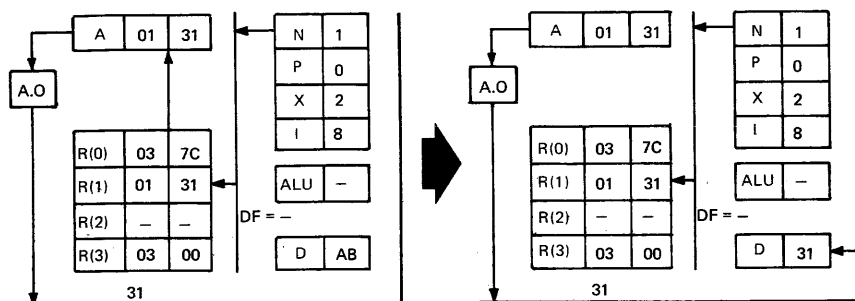 A 01 31
N 1
P 0
X 2
I 8
A.O
R(0) 03 7C
R(1) 01 31
R(2) – –
R(3) 03 00
ALU –
DF = –
D AB
31
A 01 31
N 1
P 0
X 2
I 8
A.O
R(0) 03 7C
R(1) 01 31
R(2) – –
R(3) 03 00
ALU –
DF = –
D 31
31